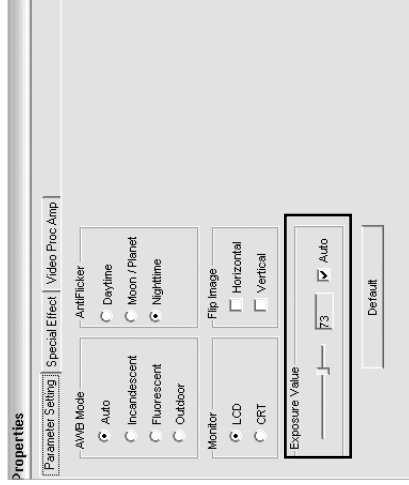 Properties
Parameter Setting Special Effect Video Proc Amp
AWB Mode
Auto
Incandescent
Fluorescent
Outdoor
AntiFlicker
Daytime
Moon / Planet
Nighttime
Monitor
LCD
CRT
Flip Image
Horizontal
Vertical
Exposure Value
73
Auto
Default